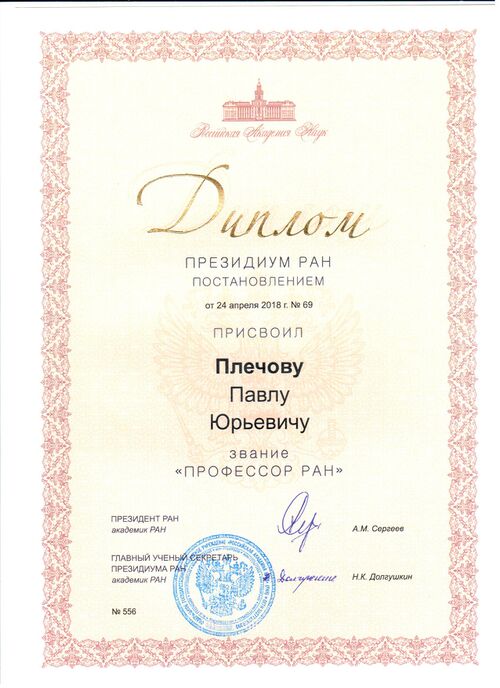 Российская Академия Наук
Диплом
ПРЕЗИДИУМ РАН
ПОСТАНОВЛЕНИЕМ
от 24 апреля 2018 г. № 69
ПРИСВОИЛ
Плечову
Павлу
Юрьевичу
звание
«ПРОФЕССОР РАН»
ПРЕЗИДЕНТ РАН
академик РАН
А.М. Сергеев
ГЛАВНЫЙ УЧЕНЫЙ СЕКРЕТАРЬ
ПРЕЗИДИУМА РАН
академик РАН
Н.К. Долгушкин
№ 556